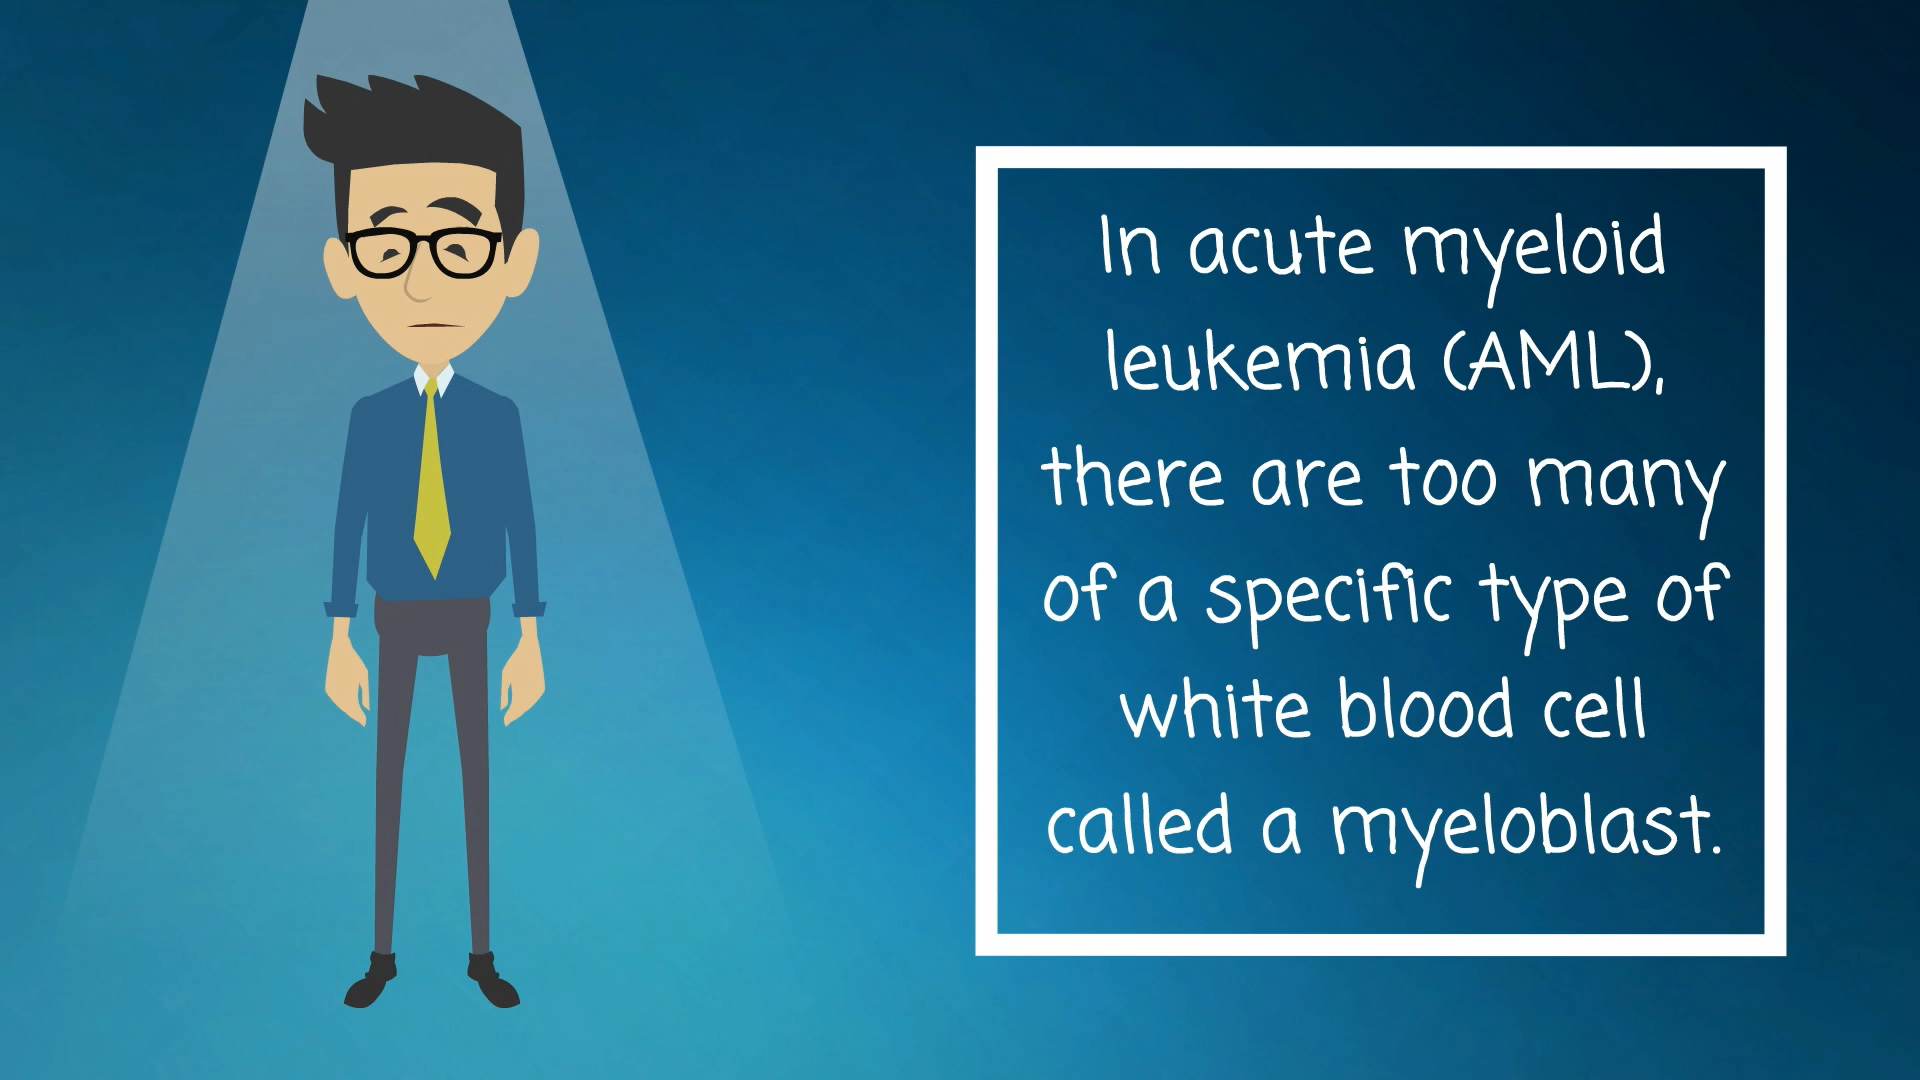 In acute myeloid
leukemia (AML),
there are too many
of a specific type of
white blood cell
called a myeloblast.